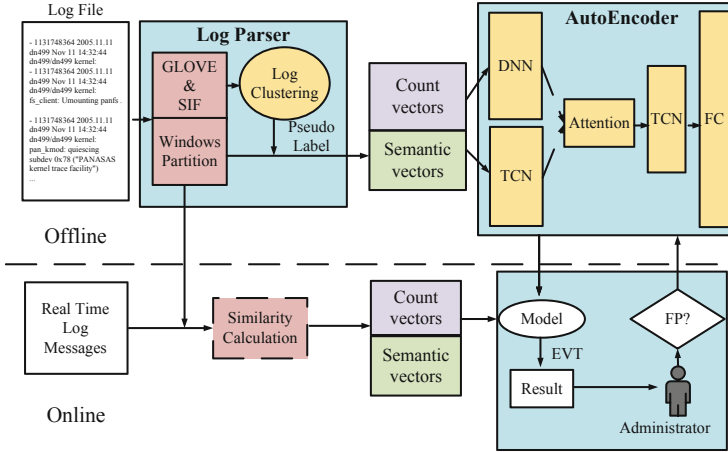 Log File
- 1131748364 2005.11.11
dn499 Nov 11 14:32:44
dn499/dn499 kernel:
- 1131748364 2005.11.11
dn499 Nov 11 14:32:44
dn499/dn499 kernel:
fs_client: Umounting panfs .
- 1131748364 2005.11.11
dn499 Nov 11 14:32:44
dn499/dn499 kernel:
pan_kmod: quiescing
subdev 0x78 ("PANASAS
kernel trace facility")
...
Offline
Log Parser
GLOVE
&
SIF
Log
Clustering
Windows
Partition
Pseudo
Label
Count
vectors
Semantic
vectors
AutoEncoder
DNN
TCN
Attention
TCN
FC
Real Time
Log
Messages
Online
Similarity
Calculation
Count
vectors
Semantic
vectors
Model
EVT
Result
FP?
Administrator